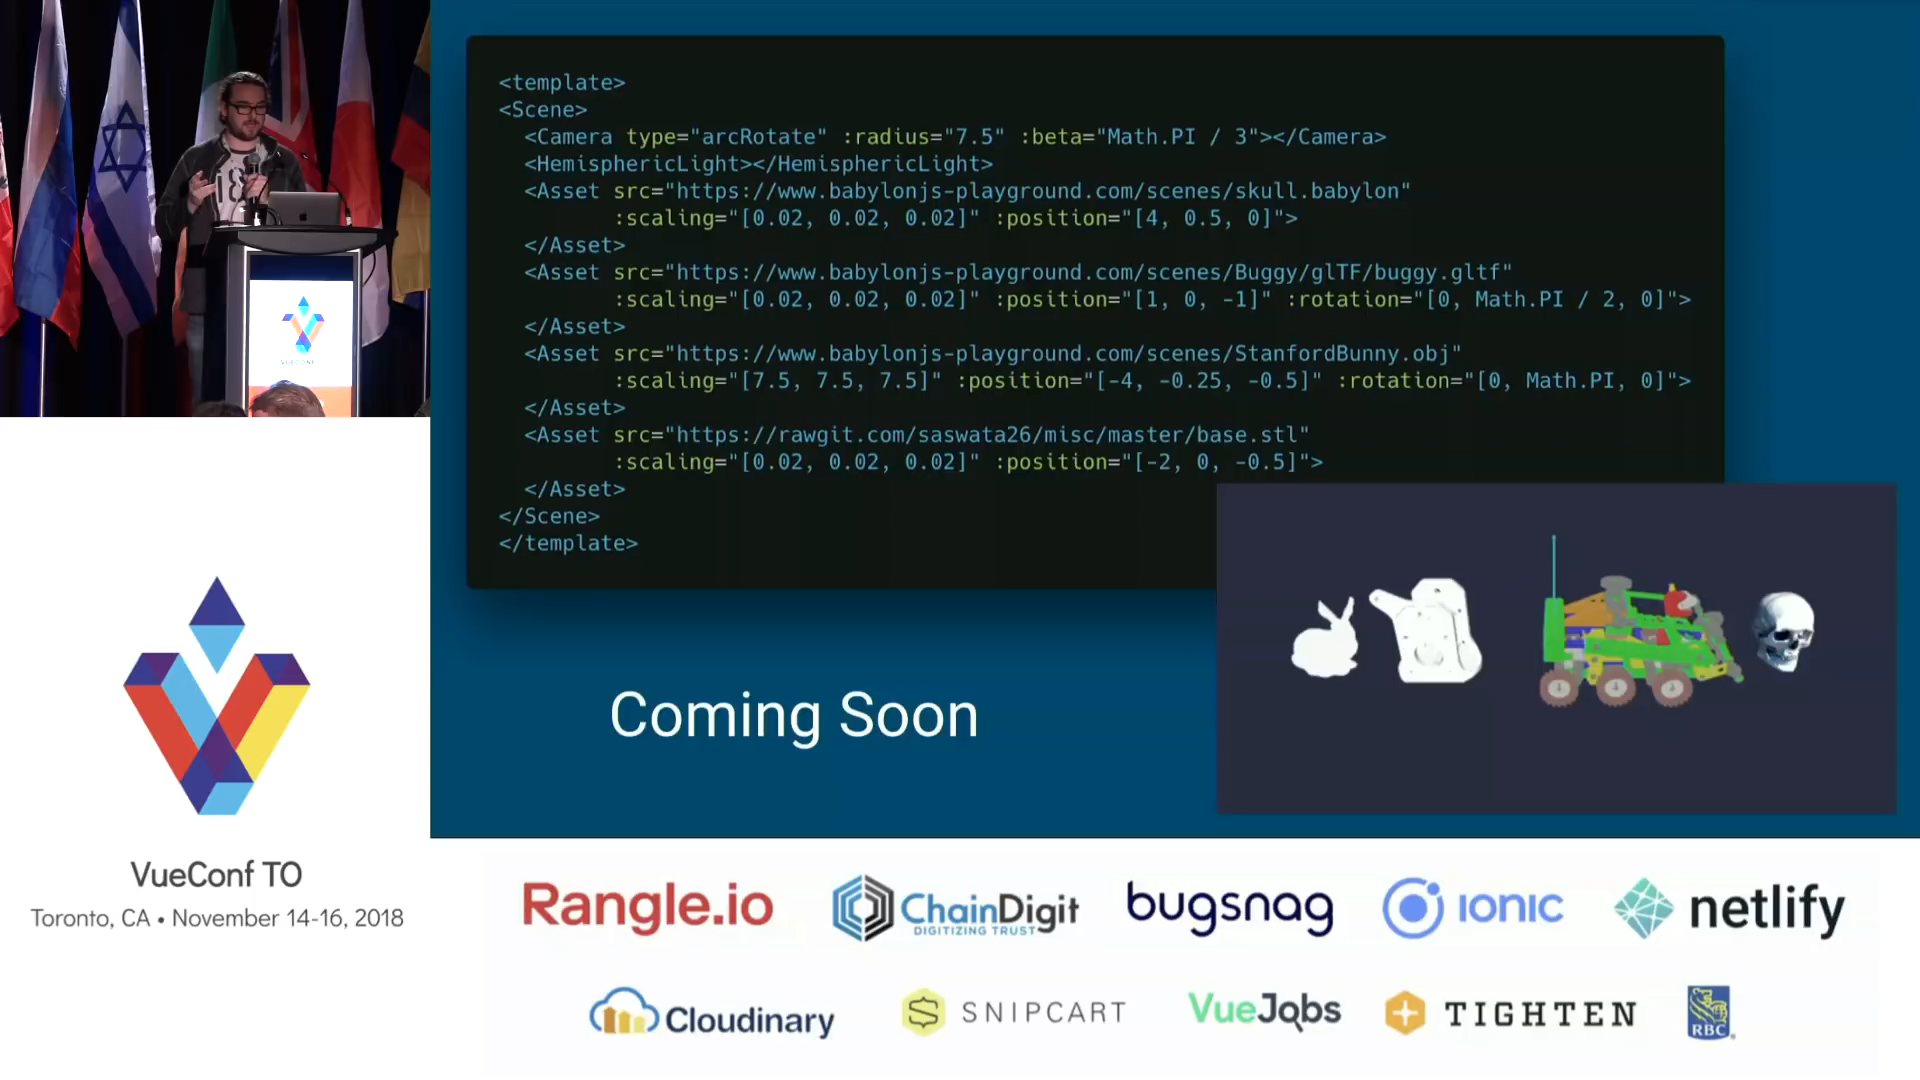 <template>
<Scene>
  <Camera type="arcRotate" :radius="7.5" :beta="Math.PI / 3"></Camera>
  <HemisphericLight></HemisphericLight>
  <Asset src="https://www.babylonjs-playground.com/scenes/skull.babylon"
         :scaling="[0.02, 0.02, 0.02]" :position="[4, 0.5, 0]">
  </Asset>
  <Asset src="https://www.babylonjs-playground.com/scenes/Buggy/glTF/buggy.gltf"
         :scaling="[0.02, 0.02, 0.02]" :position="[1, 0, -1]" :rotation="[0, Math.PI / 2, 0]">
  </Asset>
  <Asset src="https://www.babylonjs-playground.com/scenes/StanfordBunny.obj"
         :scaling="[7.5, 7.5, 7.5]" :position="[-4, -0.25, -0.5]" :rotation="[0, Math.PI, 0]">
  </Asset>
  <Asset src="https://rawgit.com/saswata26/misc/master/base.stl"
         :scaling="[0.02, 0.02, 0.02]" :position="[-2, 0, -0.5]">
  </Asset>
</Scene>
</template>
Coming Soon
18
VUECONF
VueConf TO
Toronto, CA • November 14-16, 2018
Rangle.io
ChainDigit
DIGITIZING TRUST
bugsnag
ionic
netlify
Cloudinary
SNIPCART
VueJobs
TIGHTEN
RBC